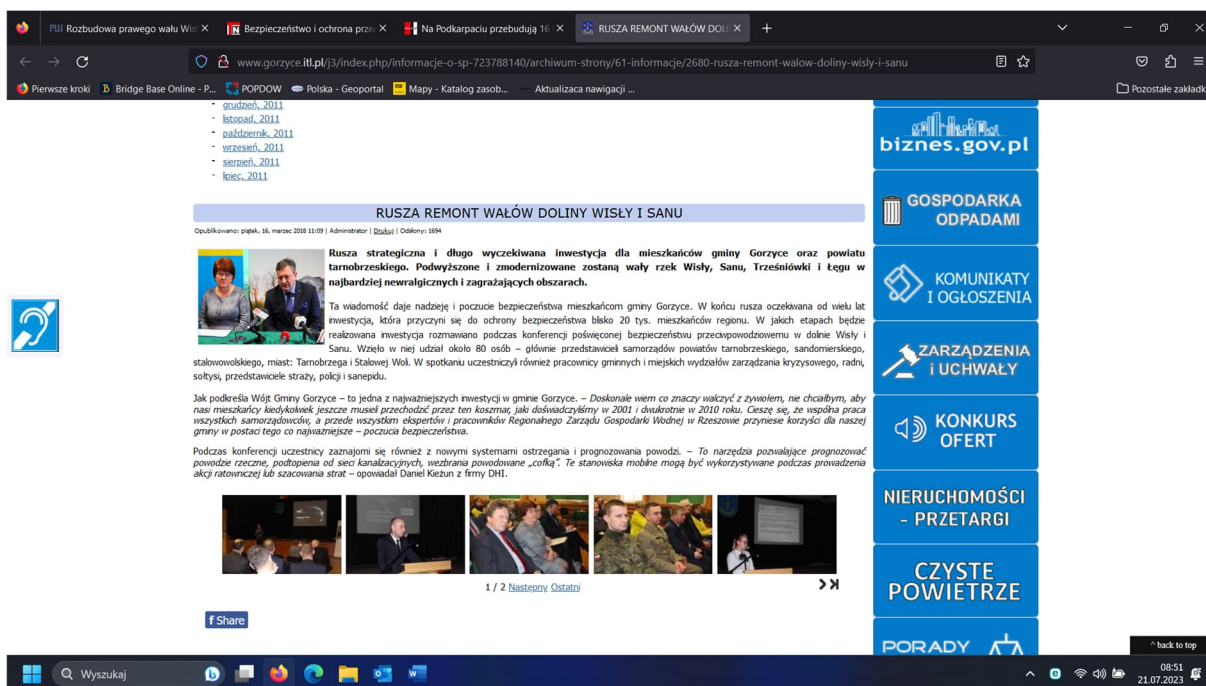 Rozbudowa prawego wału Wis
Bezpieczeństwo i ochrona prze
Na Podkarpaciu przebudują 16
RUSZA REMONT WAŁÓW DOLI
www.gorzyce.itl.pl/j3/index.php/informacje-o-sp-723788140/archiwum-strony/61-informacje/2680-rusza-remont-walow-doliny-wisly-i-sanu
Pierwsze kroki Bridge Base Online - P... POPDOW Polska - Geoportal Mapy - Katalog zasob... Aktualizaca nawigacji ... Pozostałe zakładk
- grudzień, 2011
- listopad, 2011
- październik, 2011
- wrzesień, 2011
- sierpień, 2011
- lipiec, 2011
RUSZA REMONT WAŁÓW DOLINY WISŁY I SANU
Opublikowano: piątek, 16, marzec 2018 11:09 | Administrator | Drukuj | Odsłony: 1694
Rusza strategiczna i długo wyczekiwana inwestycja dla mieszkańców gminy Gorzyce oraz powiatu
tarnobrzeskiego. Podwyższone i zmodernizowane zostaną wały rzek Wisły, Sanu, Trześniówki i Łęgu w
najbardziej newralgicznych i zagrażających obszarach.
Ta wiadomość daje nadzieję i poczucie bezpieczeństwa mieszkańcom gminy Gorzyce. W końcu rusza oczekiwana od wielu lat
inwestycja, która przyczyni się do ochrony bezpieczeństwa blisko 20 tys. mieszkańców regionu. W jakich etapach będzie
realizowana inwestycja rozmawiano podczas konferencji poświęconej bezpieczeństwu przeciwpowodziowemu w dolinie Wisły i
Sanu. Wzięło w niej udział około 80 osób – głównie przedstawicieli samorządów powiatów tarnobrzeskiego, sandomierskiego,
stalowowolskiego, miast: Tarnobrzega i Stalowej Woli. W spotkaniu uczestniczyli również pracownicy gminnych i miejskich wydziałów zarządzania kryzysowego, radni,
sołtysi, przedstawiciele straży, policji i sanepidu.
Jak podkreśla Wójt Gminy Gorzyce – to jedna z najważniejszych inwestycji w gminie Gorzyce. – Doskonale wiem co znaczy walczyć z żywiołem, nie chciałbym, aby
nasi mieszkańcy kiedykolwiek jeszcze musieli przechodzić przez ten koszmar, jaki doświadczyliśmy w 2001 i dwukrotnie w 2010 roku. Cieszę się, że wspólna praca
wszystkich samorządowców, a przede wszystkim ekspertów i pracowników Regionalnego Zarządu Gospodarki Wodnej w Rzeszowie przyniesie korzyści dla naszej
gminy w postaci tego co najważniejsze – poczucia bezpieczeństwa.
Podczas konferencji uczestnicy zaznajomi się również z nowymi systemami ostrzegania i prognozowania powodzi. – To narzędzia pozwalające prognozować
powodzie rzeczne, podtopienia od sieci kanalizacyjnych, wezbrania powodowane „cofką”. Te stanowiska mobilne mogą być wykorzystywane podczas prowadzenia
akcji ratowniczej lub szacowania strat – opowiadał Daniel Kieżun z firmy DHI.
1 / 2 Następny Ostatni
f Share
biznes.gov.pl
GOSPODARKA
ODPADAMI
KOMUNIKATY
I OGŁOSZENIA
ZARZĄDZENIA
i UCHWAŁY
KONKURS
OFERT
NIERUCHOMOŚCI
- PRZETARGI
CZYSTE
POWIETRZE
PORADY
^ back to top
Wyszukaj
08:51
21.07.2023